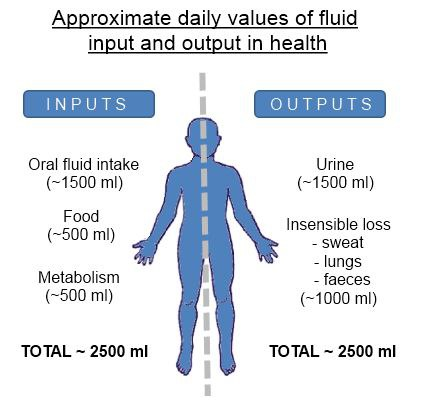 Approximate daily values of fluid
input and output in health
INPUTS
Oral fluid intake
(~1500 ml)
Food
(~500 ml)
Metabolism
(~500 ml)
TOTAL ~ 2500 ml
OUTPUTS
Urine
(~1500 ml)
Insensible loss
- sweat
- lungs
- faeces
(~1000 ml)
TOTAL ~ 2500 ml